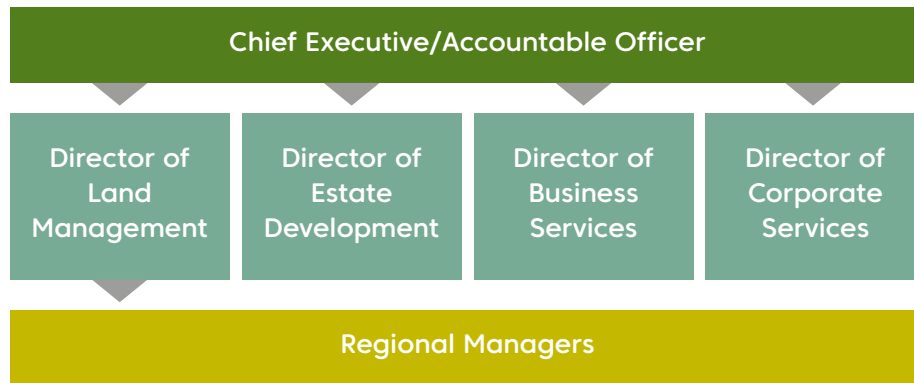 Chief Executive/Accountable Officer
Director of
Land
Management
Director of
Estate
Development
Director of
Business
Services
Director of
Corporate
Services
Regional Managers